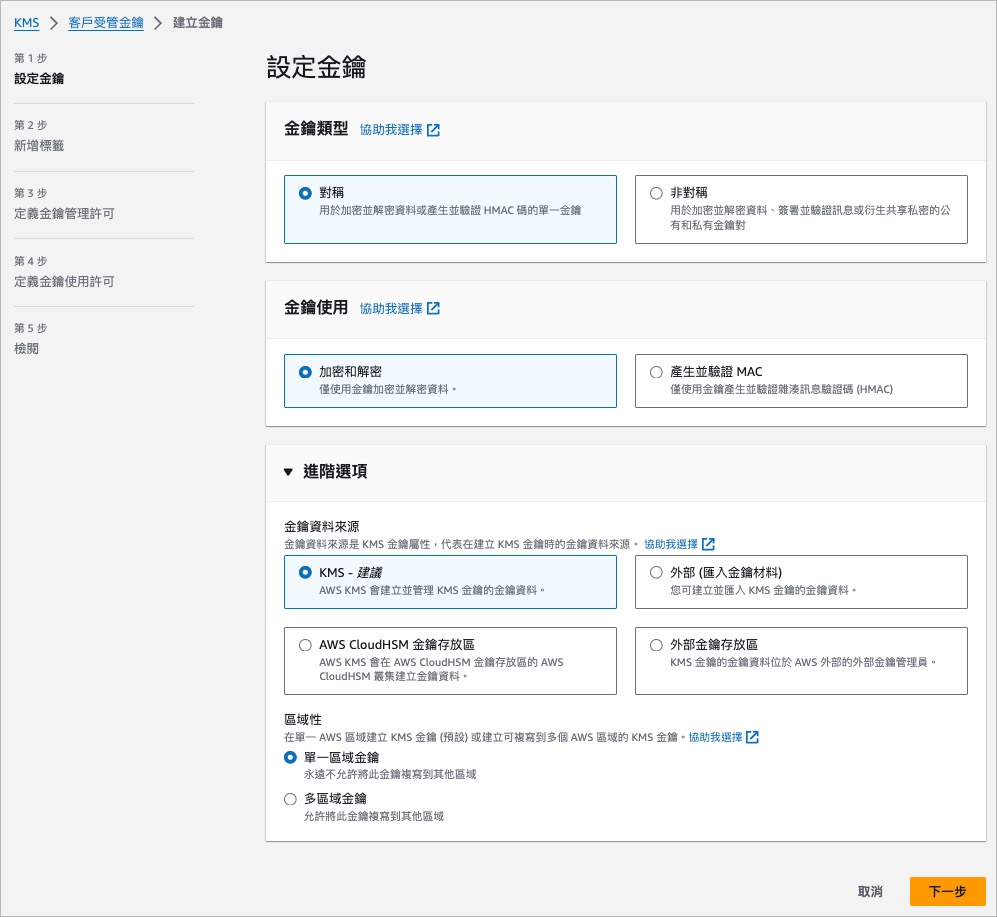 KMS > 客戶受管金鑰 > 建立金鑰
第 1 步
設定金鑰
第 2 步
新增標籤
第 3 步
定義金鑰管理許可
第 4 步
定義金鑰使用許可
第 5 步
檢閱
設定金鑰
金鑰類型 協助我選擇
對稱
用於加密並解密資料或產生並驗證 HMAC 碼的單一金鑰
非對稱
用於加密並解密資料、簽署並驗證訊息或衍生共享私密的公
有和私有金鑰對
金鑰使用 協助我選擇
加密和解密
僅使用金鑰加密並解密資料。
產生並驗證 MAC
僅使用金鑰產生並驗證雜湊訊息驗證碼 (HMAC)
進階選項
金鑰資料來源
金鑰資料來源是 KMS 金鑰屬性，代表在建立 KMS 金鑰時的金鑰資料來源。 協助我選擇
KMS - 建議
AWS KMS 會建立並管理 KMS 金鑰的金鑰資料。
外部 (匯入金鑰材料)
您可建立並匯入 KMS 金鑰的金鑰資料。
AWS CloudHSM 金鑰存放區
AWS KMS 會在 AWS CloudHSM 金鑰存放區的 AWS
CloudHSM 叢集建立金鑰資料。
外部金鑰存放區
KMS 金鑰的金鑰資料位於 AWS 外部的外部金鑰管理員。
區域性
在單一 AWS 區域建立 KMS 金鑰 (預設) 或建立可複寫到多個 AWS 區域的 KMS 金鑰。協助我選擇
單一區域金鑰
永遠不允許將此金鑰複寫到其他區域
多區域金鑰
允許將此金鑰複寫到其他區域
取消
下一步